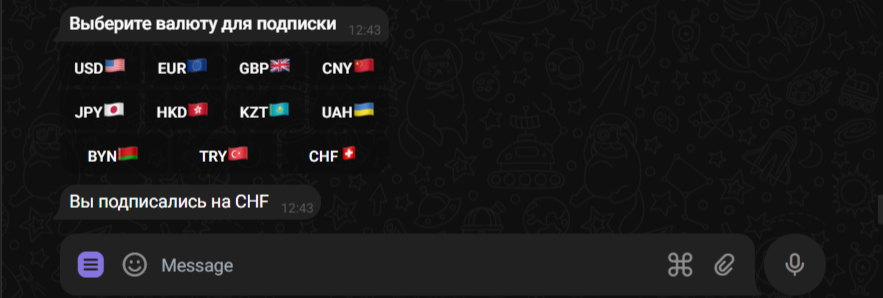 Выберите валюту для подписки 12:43
USD🇺🇸 EUR🇪🇺 GBP🇬🇧 CNY🇨🇳
JPY🇯🇵 HKD🇭🇰 KZT🇰🇿 UAH🇺🇦
BYN🇧🇾 TRY🇹🇷 CHF🇨🇭
Вы подписались на CHF 12:43
Message